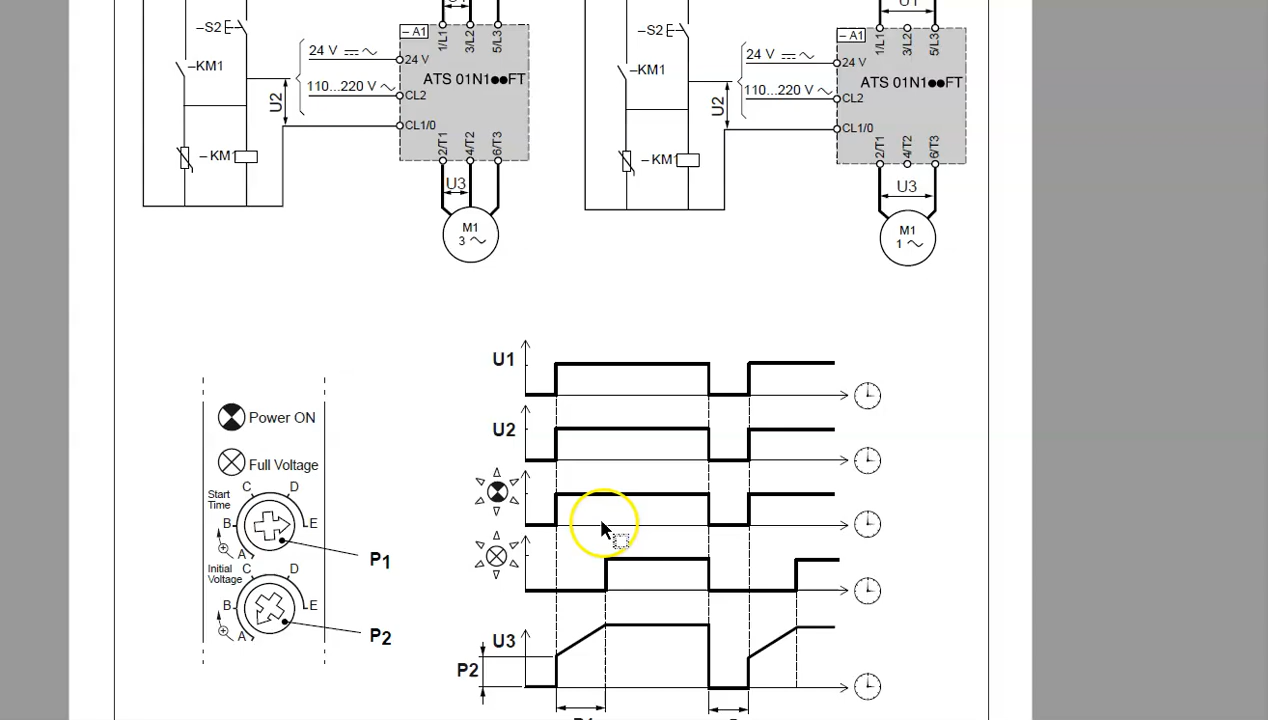 U1
–S2
–KM1
24 V
110...220 V
U2
– A1
1/L1
3/L2
5/L3
24 V
CL2
CL1/0
ATS 01N1●●FT
2/T1
4/T2
6/T3
–KM1
U3
M1
3
–S2
–KM1
24 V
110...220 V
U2
– A1
1/L1
3/L2
5/L3
24 V
CL2
CL1/0
ATS 01N1●●FT
2/T1
4/T2
6/T3
–KM1
U3
M1
1
Power ON
Full Voltage
Start
Time
A
B
C
D
E
P1
Initial
Voltage
A
B
C
D
E
P2
U1
U2
U3
P2